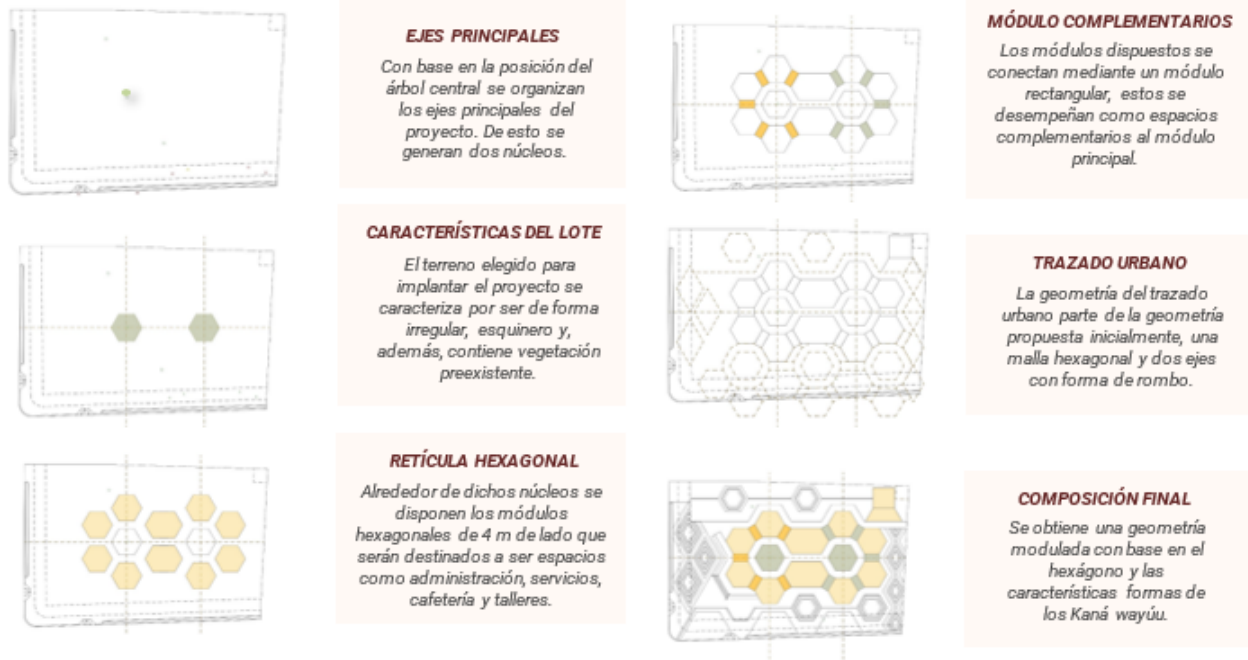 EJES PRINCIPALES
Con base en la posición del
árbol central se organizan
los ejes principales del
proyecto. De esto se
generan dos núcleos.
CARACTERÍSTICAS DEL LOTE
El terreno elegido para
implantar el proyecto se
caracteriza por ser de forma
irregular, esquinero y,
además, contiene vegetación
preexistente.
RETÍCULA HEXAGONAL
Alrededor de dichos núcleos se
disponen los módulos
hexagonales de 4 m de lado que
serán destinados a ser espacios
como administración, servicios,
cafetería y talleres.
MÓDULO COMPLEMENTARIOS
Los módulos dispuestos se
conectan mediante un módulo
rectangular, estos se
desempeñan como espacios
complementarios al módulo
principal.
TRAZADO URBANO
La geometría del trazado
urbano parte de la geometría
propuesta inicialmente, una
malla hexagonal y dos ejes
con forma de rombo.
COMPOSICIÓN FINAL
Se obtiene una geometría
modulada con base en el
hexágono y las
características formas de
los Kaná wayúu.